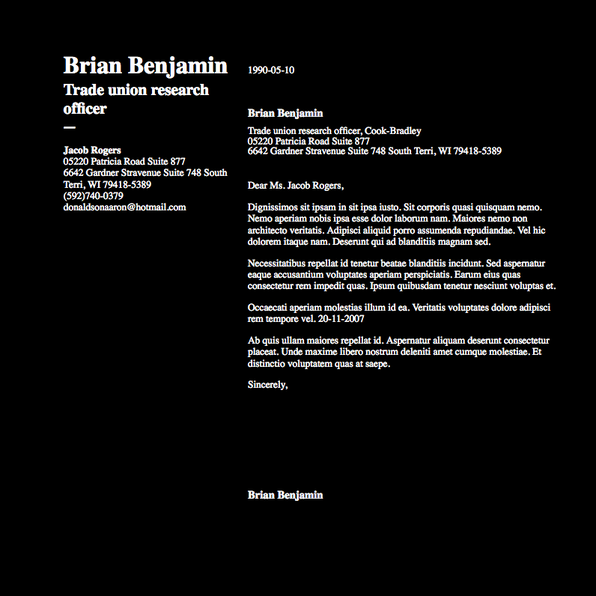 Brian Benjamin
Trade union research
officer
Jacob Rogers
05220 Patricia Road Suite 877
6642 Gardner Stravenue Suite 748 South
Terri, WI 79418-5389
(592)740-0379
donaldsonaaron@hotmail.com
1990-05-10
Brian Benjamin
Trade union research officer, Cook-Bradley
05220 Patricia Road Suite 877
6642 Gardner Stravenue Suite 748 South Terri, WI 79418-5389
Dear Ms. Jacob Rogers,
Dignissimos sit ipsam in sit ipsa iusto. Sit corporis quasi quisquam nemo.
Nemo aperiam nobis ipsa esse dolor laborum nam. Maiores nemo non
architecto veritatis. Adipisci aliquid porro assumenda repudiandae. Vel hic
dolorem itaque nam. Deserunt qui ad blanditiis magnam sed.
Necessitatibus repellat id tenetur beatae blanditiis incidunt. Sed aspernatur
eaque accusantium voluptates aperiam perspiciatis. Earum eius quas
consectetur rem impedit quas. Ipsum quibusdam tenetur nesciunt voluptas et.
Occaecati aperiam molestias illum id ea. Veritatis voluptates dolore adipisci
rem tempore vel. 20-11-2007
Ab quis ullam maiores repellat id. Aspernatur aliquam deserunt consectetur
placeat. Unde maxime libero nostrum deleniti amet cumque molestiae. Et
distinctio voluptatem quas at saepe.
Sincerely,
Brian Benjamin